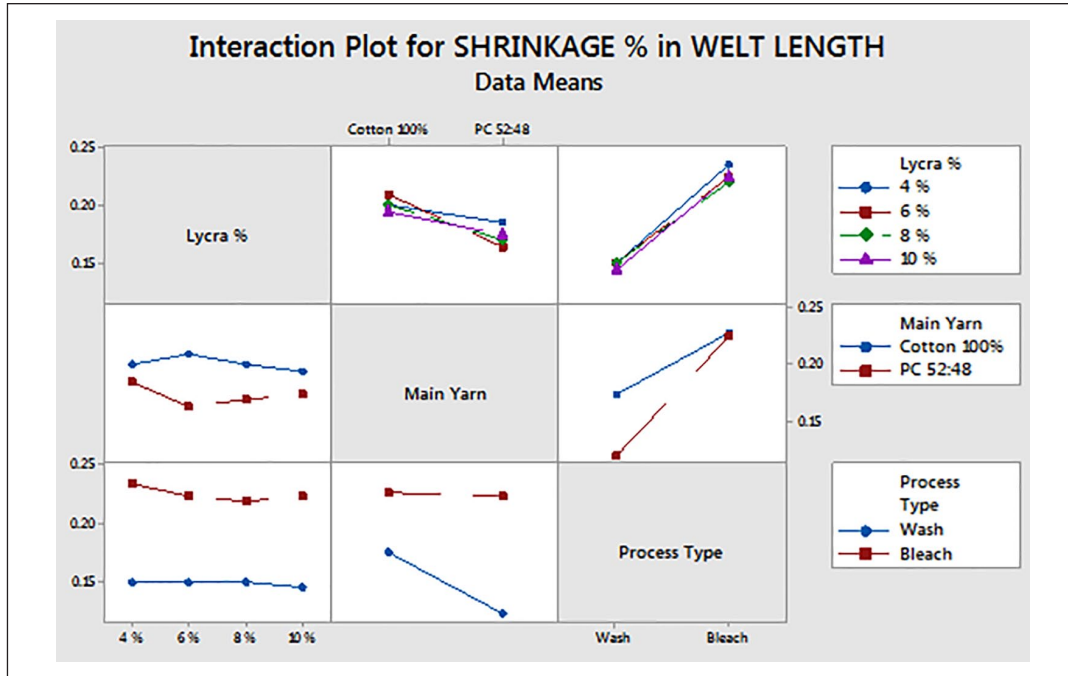 Interaction Plot for SHRINKAGE % in WELT LENGTH
Data Means
Cotton 100% PC 52:48
0.25
0.20
0.15
Lycra %
Lycra %
4 %
6 %
8 %
10 %
Main Yarn
0.25
0.20
0.15
Main Yarn
Cotton 100%
PC 52:48
0.25
0.20
0.15
Process Type
Process
Type
Wash
Bleach
4 % 6 % 8 % 10 %
Wash Bleach